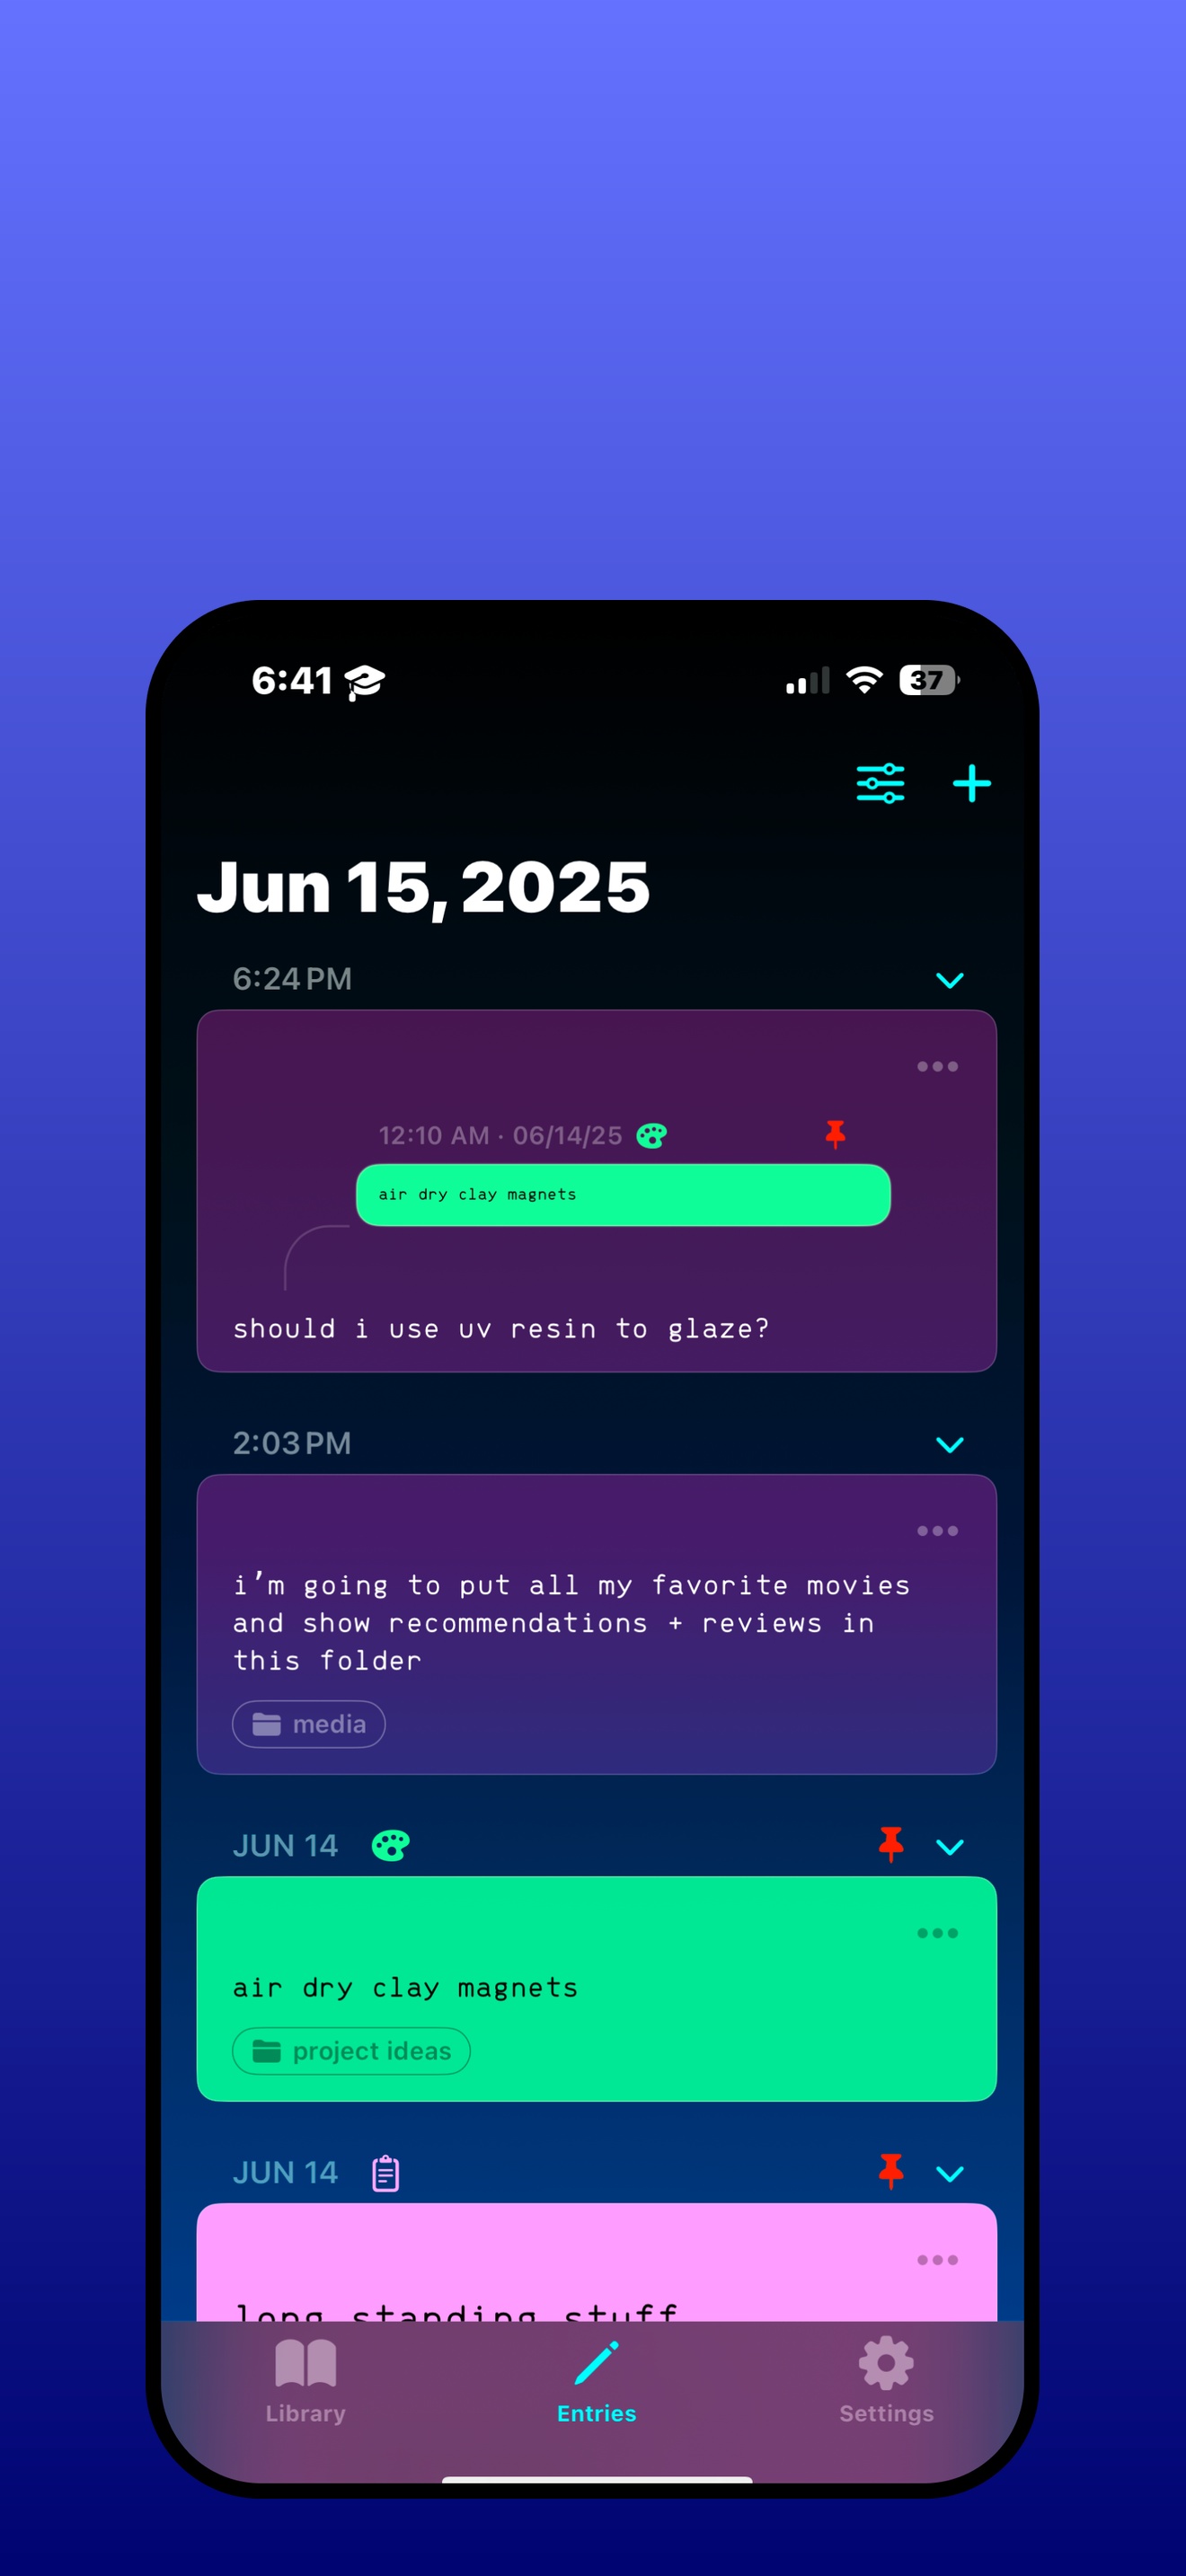 6:41
37
Jun 15, 2025
6:24 PM
12:10 AM · 06/14/25
air dry clay magnets
should i use uv resin to glaze?
2:03 PM
i’m going to put all my favorite movies
and show recommendations + reviews in
this folder
media
JUN 14
air dry clay magnets
project ideas
JUN 14
long standing stuff
Library
Entries
Settings